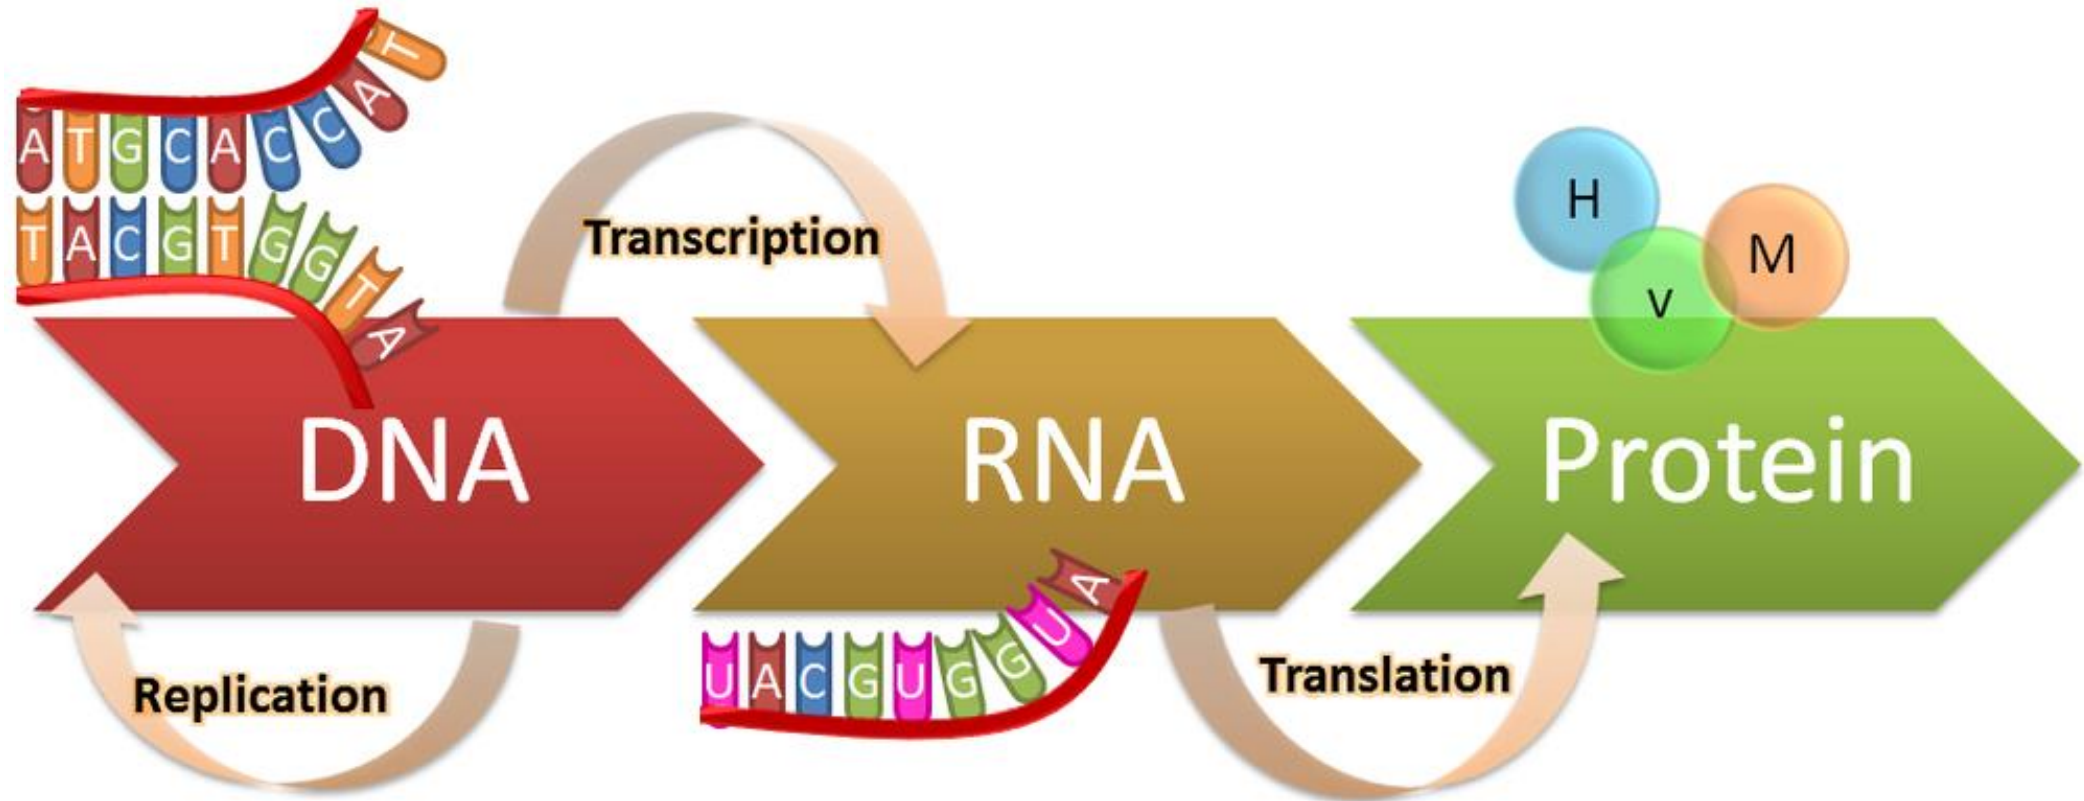 ATGCACCAT
TACGTGGTA
Transcription
H
v
M
DNA
RNA
Protein
UACGUGGUA
Replication
Translation